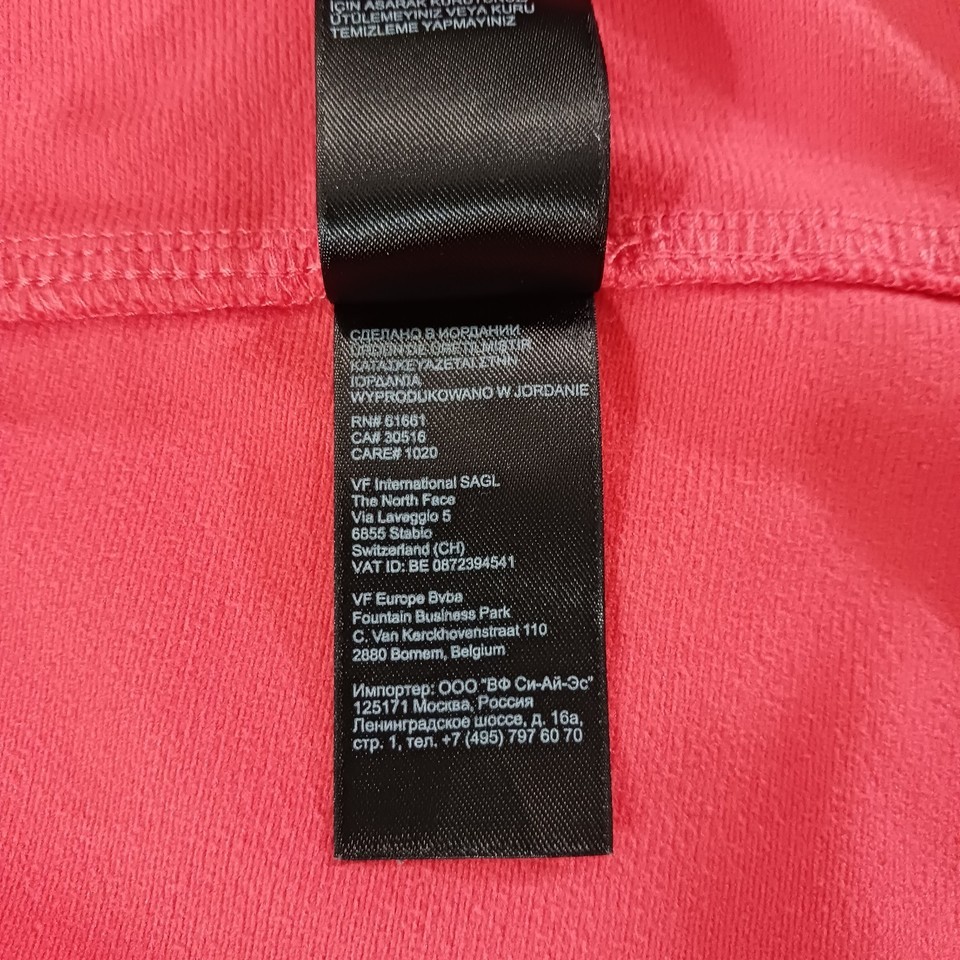 İÇİN ASARAK KURUTUNUZ
ÜTÜLEMEYİNİZ VEYA KURU
TEMİZLEME YAPMAYINIZ
СДЕЛАНО В ИОРДАНИИ
ΙΟΡΔΑΝΙΑ
WYPRODUKOWANO W JORDANIE
RN# 61661
CA# 30516
CARE# 1020
VF International SAGL
The North Face
Via Laveggio 5
6855 Stabio
Switzerland (CH)
VAT ID: BE 0872394541
VF Europe Bvba
Fountain Business Park
C. Van Kerckhovenstraat 110
2880 Bornem, Belgium
Импортер: ООО "ВФ Си-Ай-Эс"
125171 Москва, Россия
Ленинградское шоссе, д. 16а,
стр. 1, тел. +7 (495) 797 60 70